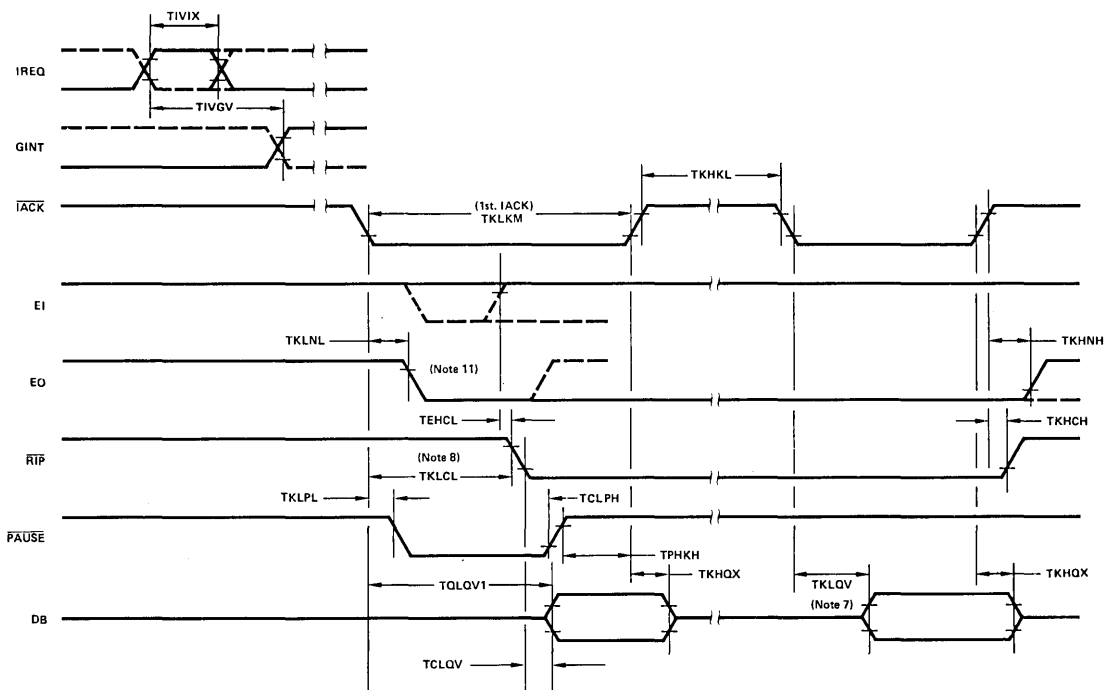 TIVIX
IREQ
TIVGV
GINT
TKHKL
IACK
(1st. IACK)
TKLKM
EI
TKLNL
TKHNH
EO
(Note 11)
TEHCL
TKHCH
RIP
(Note 8)
TKLCL
TKLPL
TCLPH
PAUSE
TPHKH
TQLQV1
TKHQX
TKLQV
TKHQX
(Note 7)
DB
TCLQV